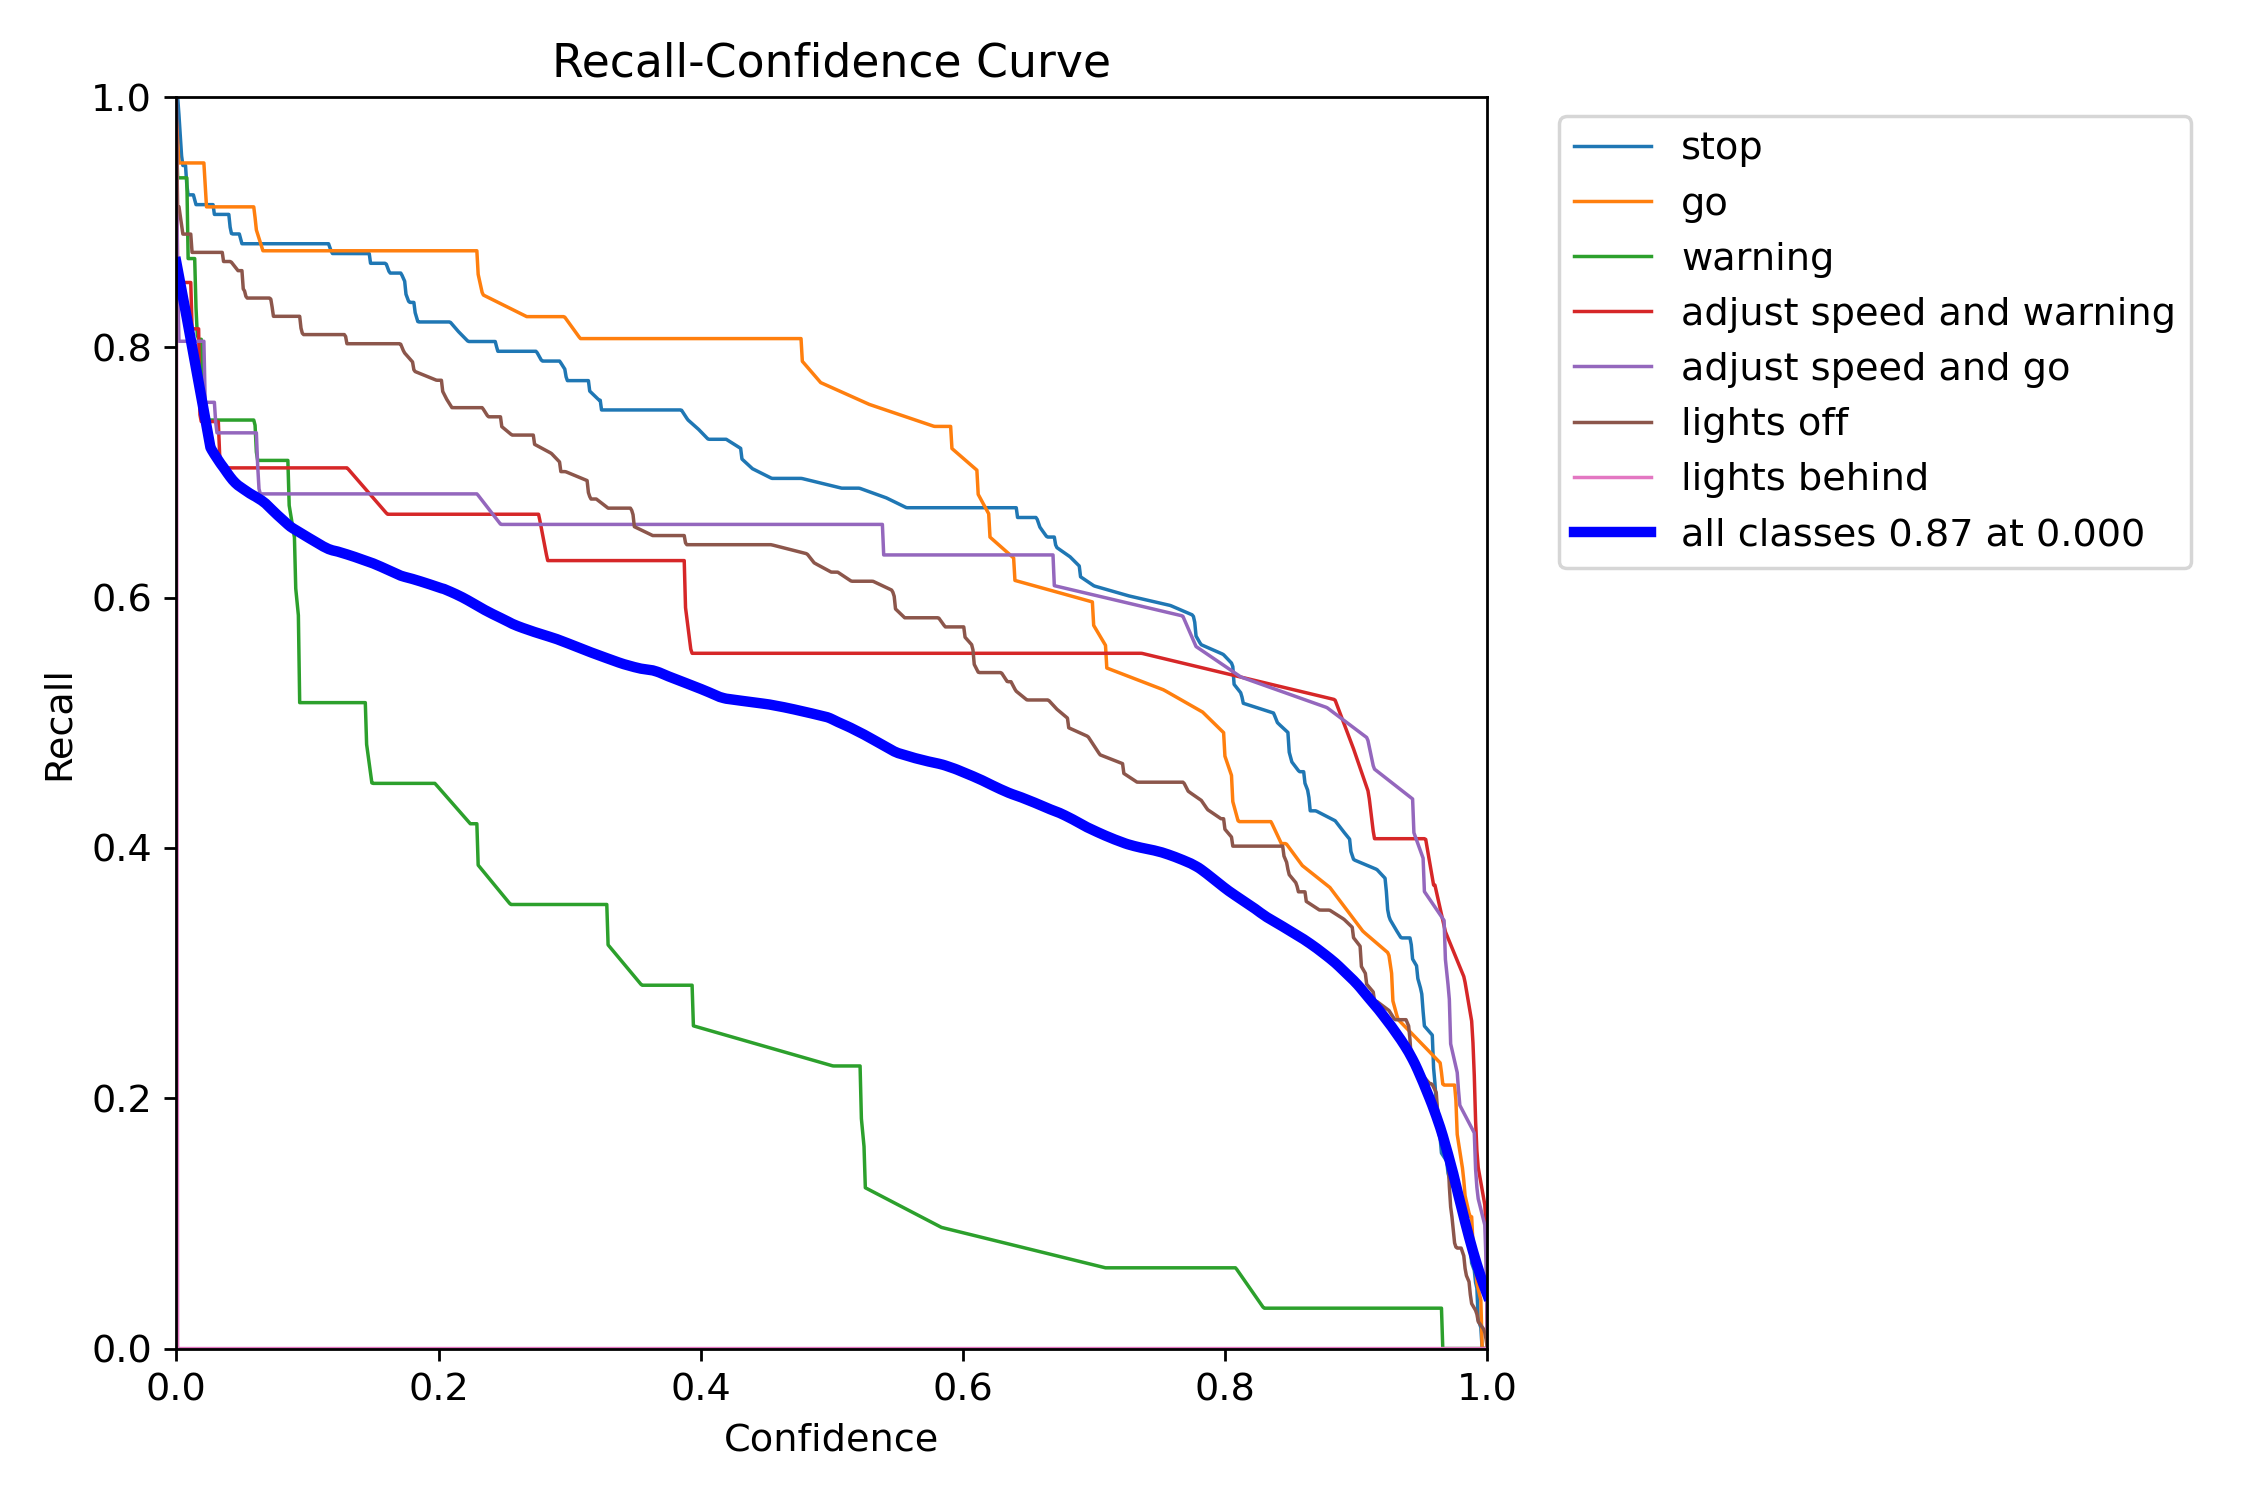 Recall-Confidence Curve
1.0
0.8
0.6
0.4
0.2
0.0
Recall
0.0 0.2 0.4 0.6 0.8 1.0
Confidence
stop
go
warning
adjust speed and warning
adjust speed and go
lights off
lights behind
all classes 0.87 at 0.000